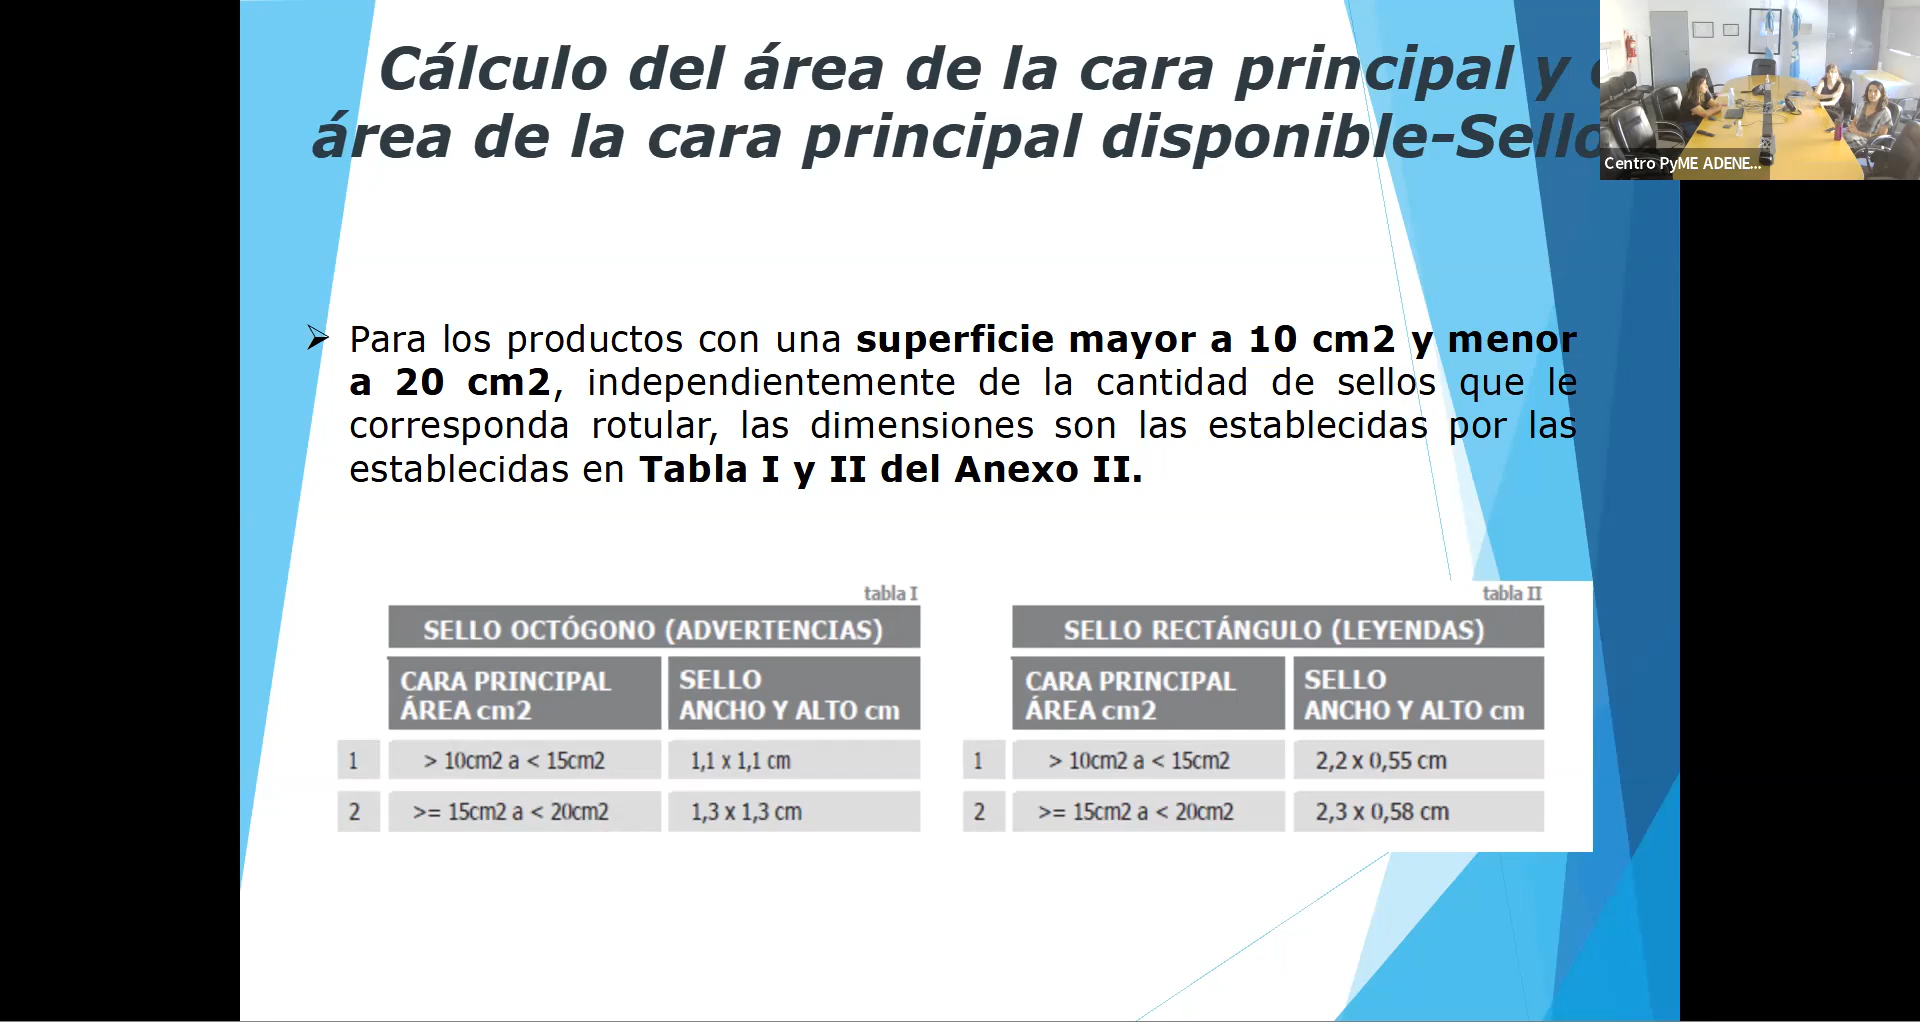 Cálculo del área de la cara principal y
área de la cara principal disponible-Sello
Centro PyME ADENE...
Para los productos con una superficie mayor a 10 cm2 y menor
a 20 cm2, independientemente de la cantidad de sellos que le
corresponda rotular, las dimensiones son las establecidas por las
establecidas en Tabla I y II del Anexo II.
tabla I
SELLO OCTÓGONO (ADVERTENCIAS)
CARA PRINCIPAL
ÁREA cm2
SELLO
ANCHO Y ALTO cm
1 > 10cm2 a < 15cm2 1,1 x 1,1 cm
2 >= 15cm2 a < 20cm2 1,3 x 1,3 cm
tabla II
SELLO RECTÁNGULO (LEYENDAS)
CARA PRINCIPAL
ÁREA cm2
SELLO
ANCHO Y ALTO cm
1 > 10cm2 a < 15cm2 2,2 x 0,55 cm
2 >= 15cm2 a < 20cm2 2,3 x 0,58 cm